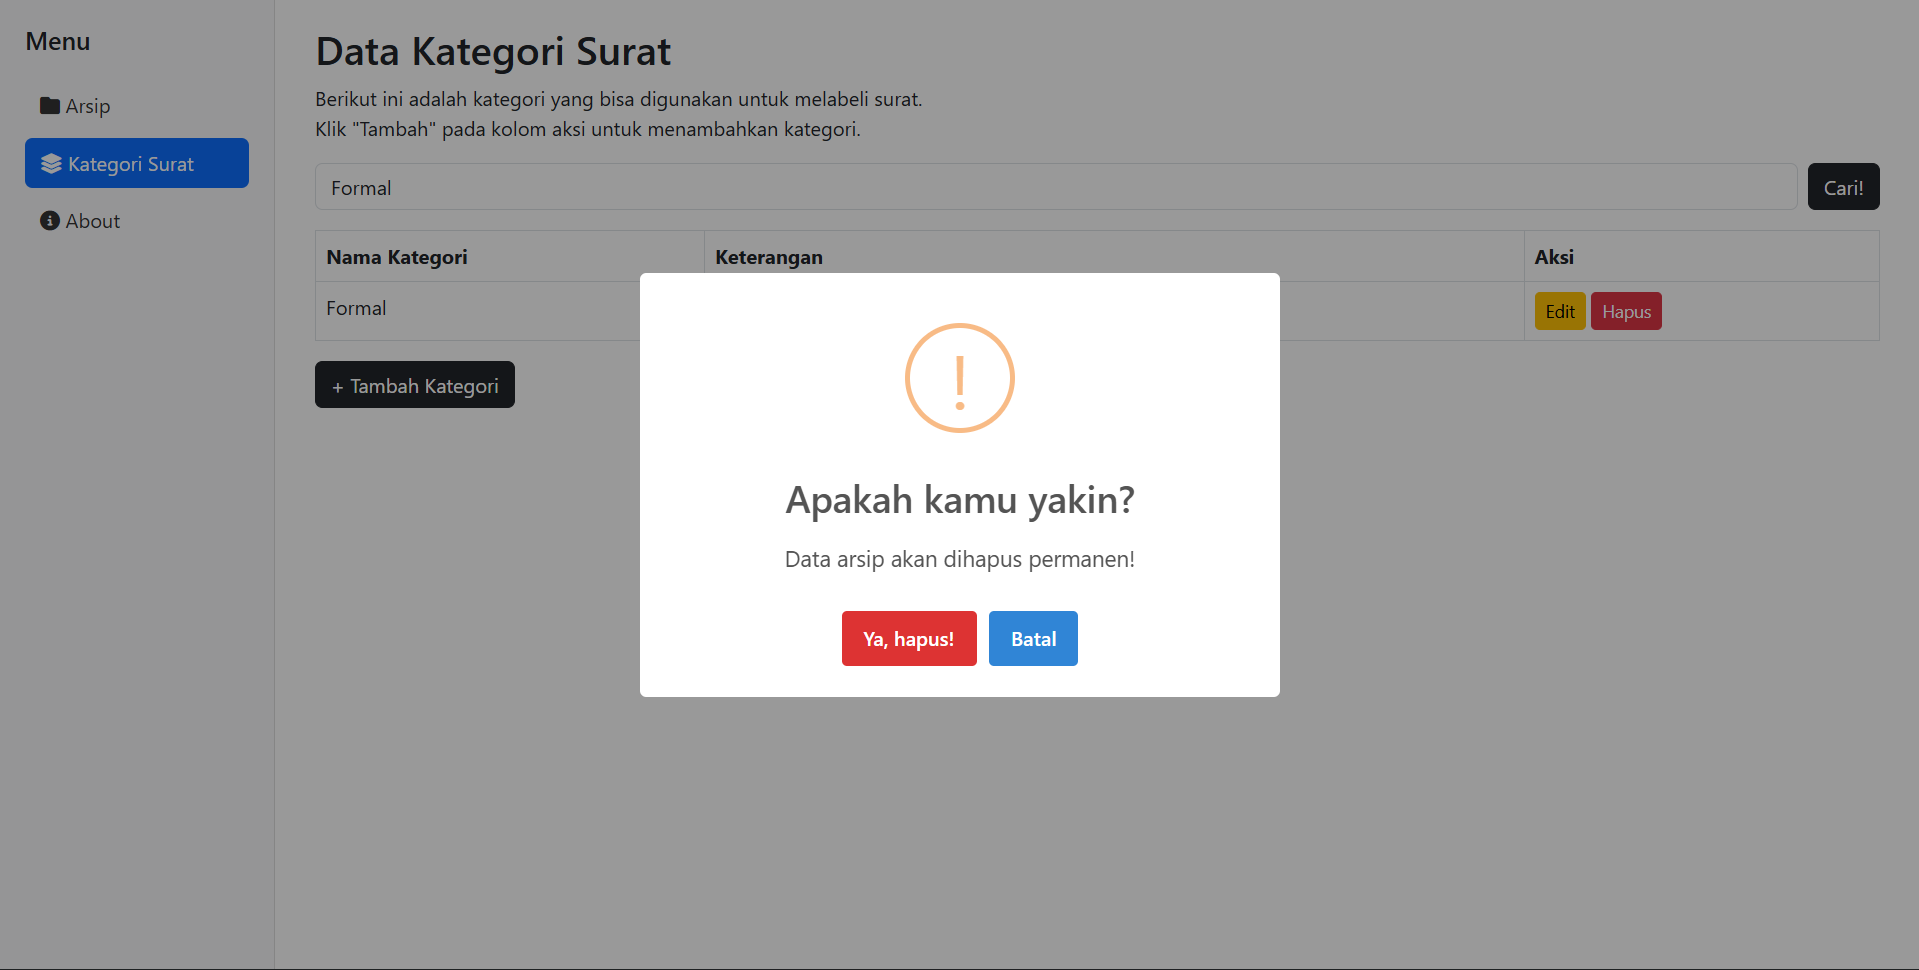 Menu
Arsip
Kategori Surat
About
Data Kategori Surat
Berikut ini adalah kategori yang bisa digunakan untuk melabeli surat.
Klik "Tambah" pada kolom aksi untuk menambahkan kategori.
Formal
Cari!
Nama Kategori
Keterangan
Aksi
Formal
Edit
Hapus
+ Tambah Kategori
!
Apakah kamu yakin?
Data arsip akan dihapus permanen!
Ya, hapus!
Batal